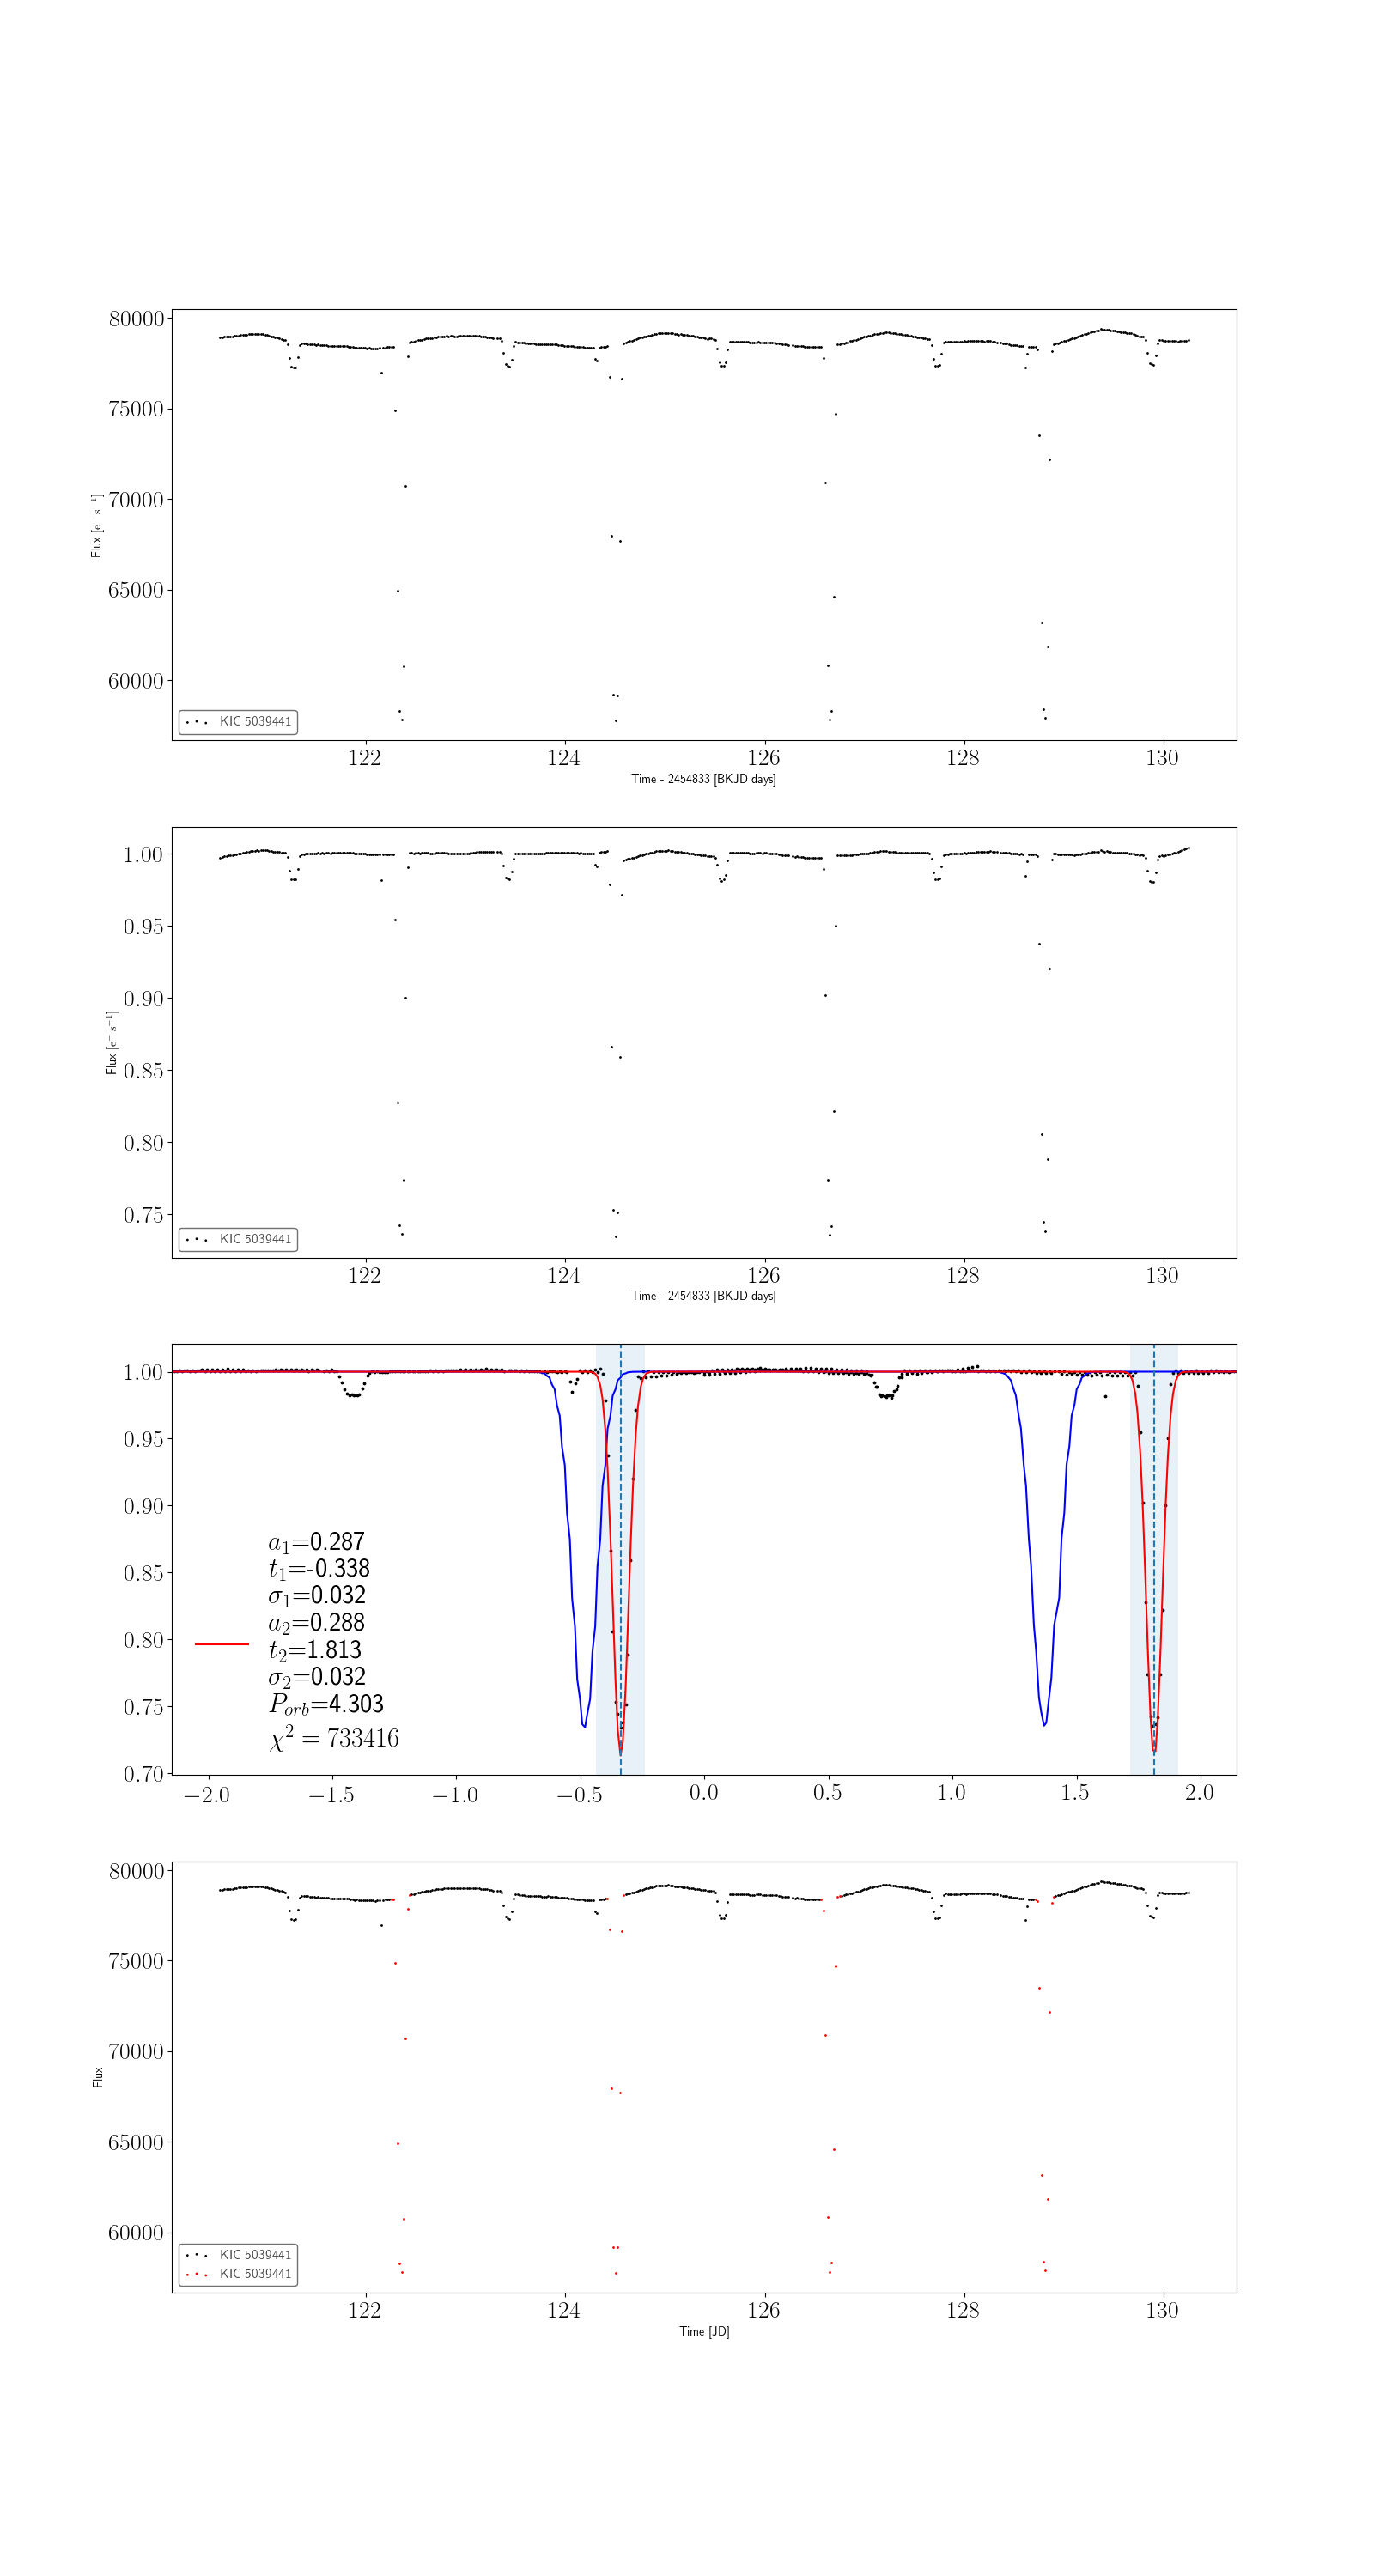 80000
75000
70000
65000
60000
Flux [e⁻ s⁻¹]
KIC 5039441
122 124 126 128 130
Time - 2454833 [BKJD days]
1.00
0.95
0.90
0.85
0.80
0.75
Flux [e⁻ s⁻¹]
KIC 5039441
122 124 126 128 130
Time - 2454833 [BKJD days]
1.00
0.95
0.90
0.85
0.80
0.75
0.70
a₁=0.287
t₁=-0.338
σ₁=0.032
a₂=0.288
t₂=1.813
σ₂=0.032
P_orb=4.303
χ² = 733416
−2.0 −1.5 −1.0 −0.5 0.0 0.5 1.0 1.5 2.0
80000
75000
70000
65000
60000
Flux
KIC 5039441
KIC 5039441
122 124 126 128 130
Time [JD]